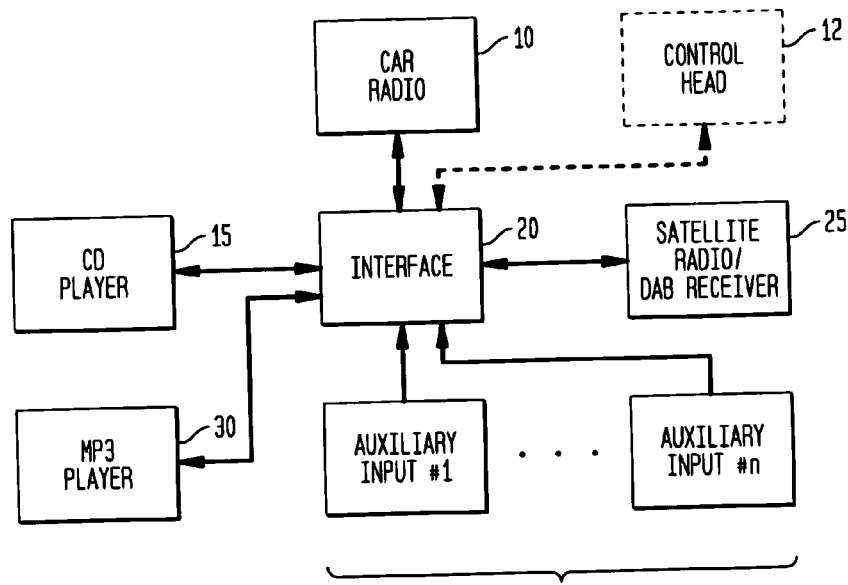 10
CAR
RADIO
12
CONTROL
HEAD
15
CD
PLAYER
20
INTERFACE
25
SATELLITE
RADIO/
DAB RECEIVER
30
MP3
PLAYER
AUXILIARY
INPUT #1
. . .
AUXILIARY
INPUT #n